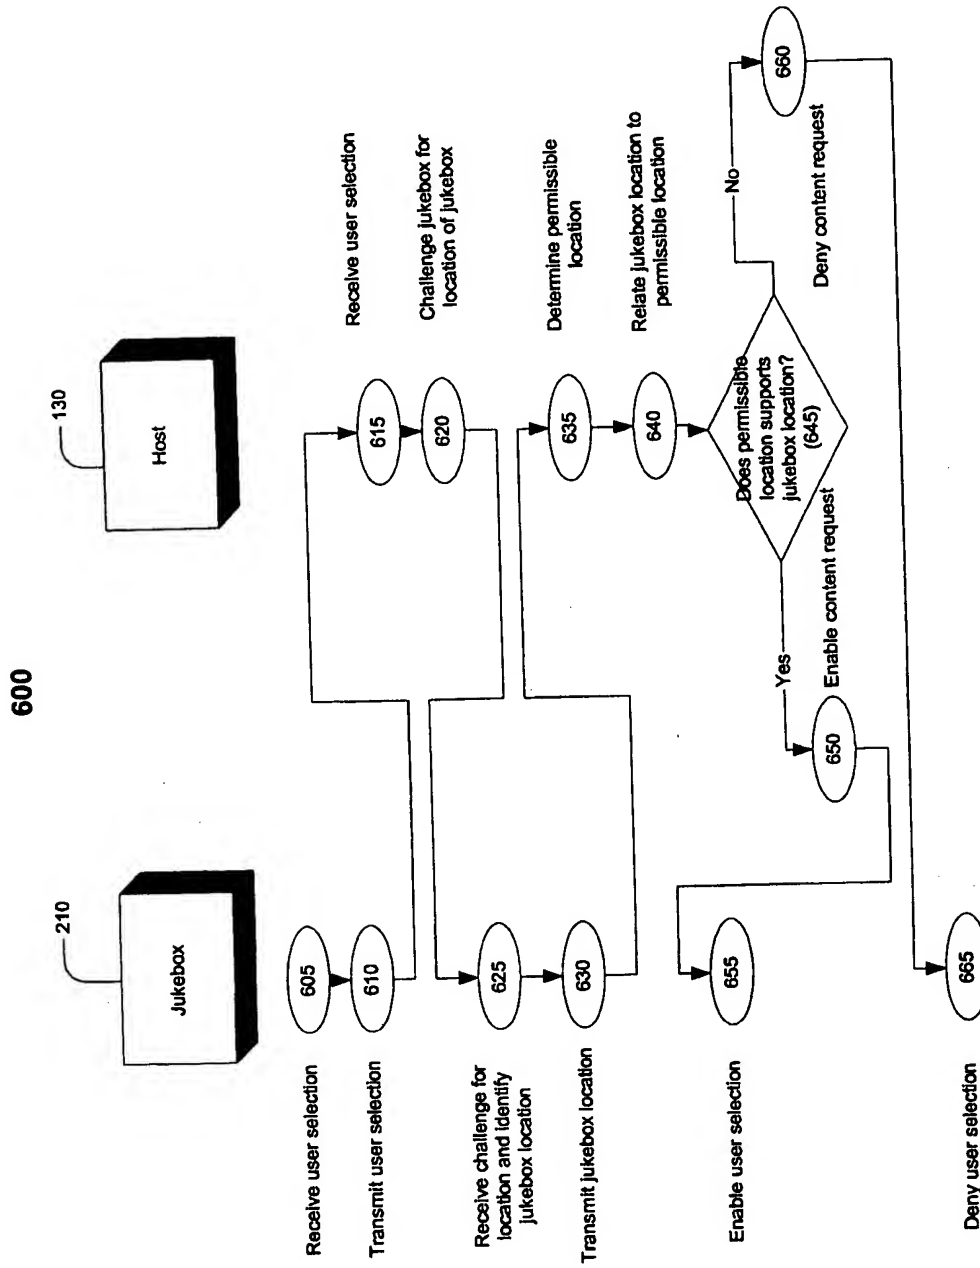 600
210
Jukebox
130
Host
Receive user selection
605
Transmit user selection
610
615
Receive user selection
620
Challenge jukebox for
location of jukebox
Receive challenge for
location and identify
jukebox location
625
Transmit jukebox location
630
635
Determine permissible
location
640
Relate jukebox location to
permissible location
Does permissible
location supports
jukebox location?
(645)
Yes
No
650
Enable content request
660
Deny content request
Enable user selection
655
Deny user selection
665